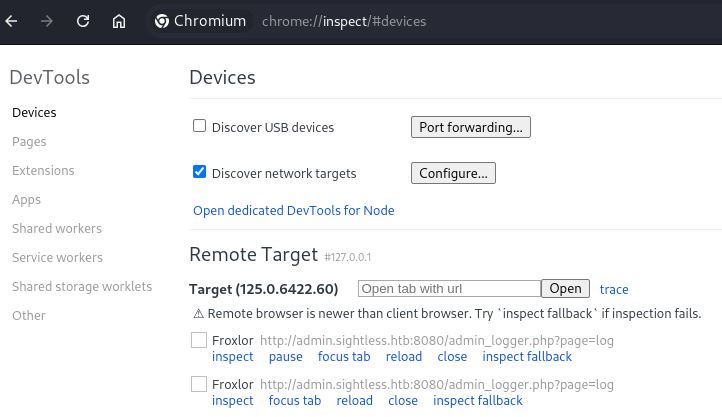 Chromium chrome://inspect/#devices
DevTools
Devices
Pages
Extensions
Apps
Shared workers
Service workers
Shared storage worklets
Other
Devices
Discover USB devices Port forwarding...
Discover network targets Configure...
Open dedicated DevTools for Node
Remote Target #127.0.0.1
Target (125.0.6422.60) Open tab with url Open trace
⚠ Remote browser is newer than client browser. Try `inspect fallback` if inspection fails.
Froxlor http://admin.sightless.htb:8080/admin_logger.php?page=log
inspect pause focus tab reload close inspect fallback
Froxlor http://admin.sightless.htb:8080/admin_logger.php?page=log
inspect focus tab reload close inspect fallback